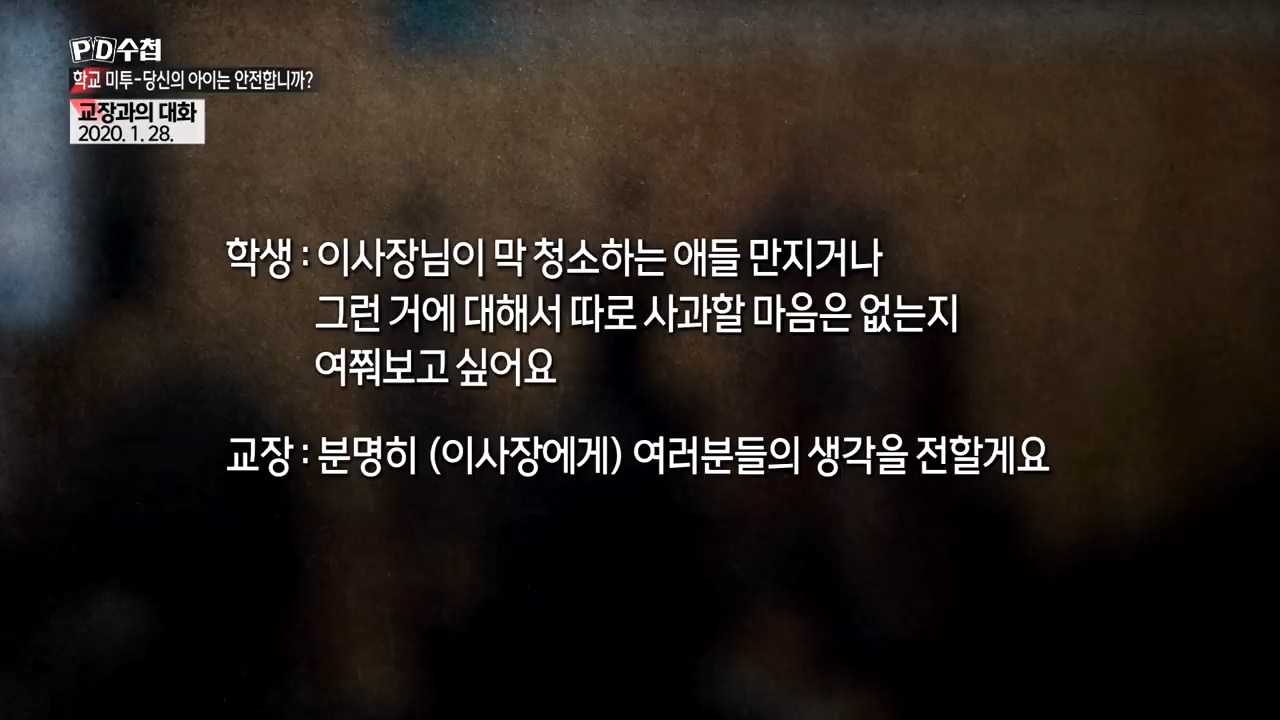 PD수첩
학교 미투-당신의 아이는 안전합니까?
교장과의 대화
2020. 1. 28.
학생 : 이사장님이 막 청소하는 애들 만지거나
그런 거에 대해서 따로 사과할 마음은 없는지
여쭤보고 싶어요
교장 : 분명히 (이사장에게) 여러분들의 생각을 전할게요